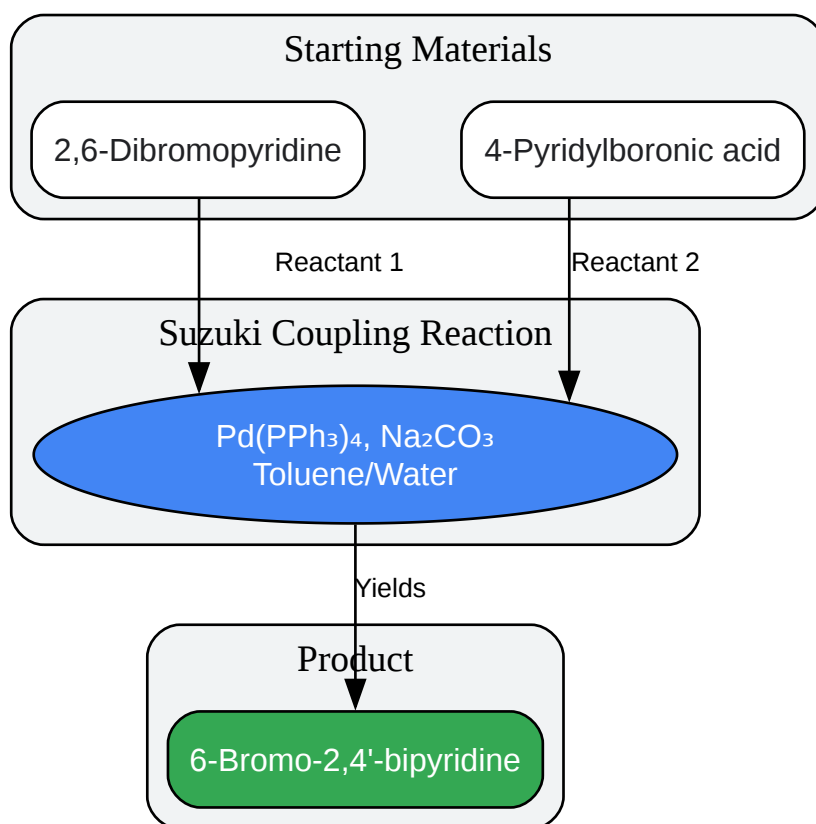 Starting Materials
2,6-Dibromopyridine
4-Pyridylboronic acid
Reactant 1
Reactant 2
Suzuki Coupling Reaction
Pd(PPh₃)₄, Na₂CO₃
Toluene/Water
Yields
Product
6-Bromo-2,4'-bipyridine